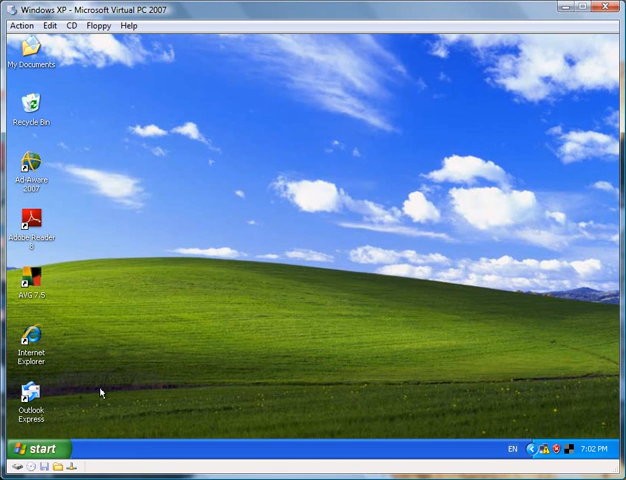 Windows XP - Microsoft Virtual PC 2007
Action Edit CD Floppy Help
My Documents
Recycle Bin
Ad-Aware
2007
Adobe Reader
8
AVG 7.5
Internet
Explorer
Outlook
Express
start
EN
7:02 PM